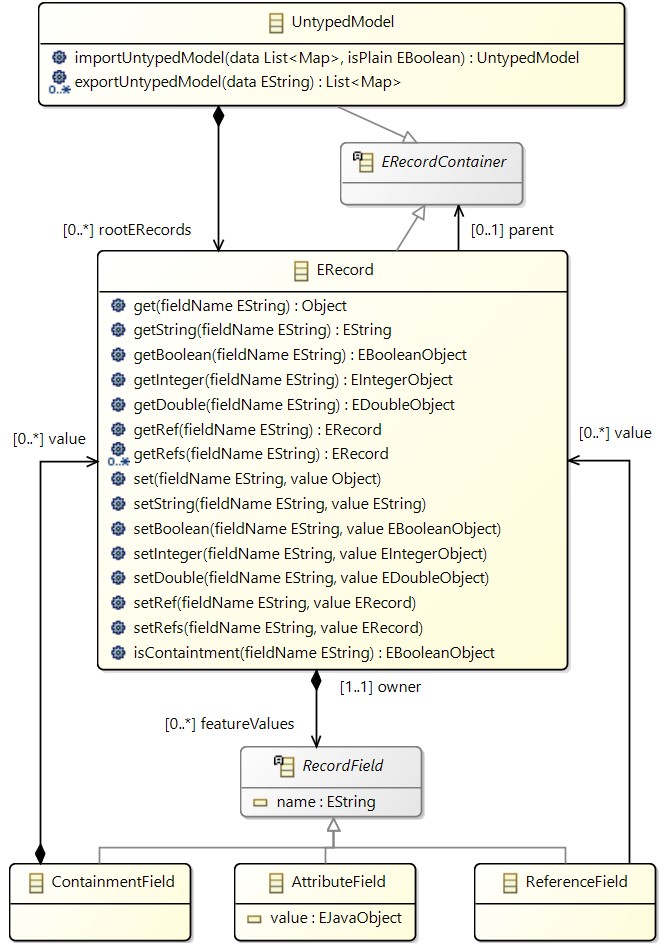 UntypedModel
importUntypedModel(data List<Map>, isPlain EBoolean) : UntypedModel
0..* exportUntypedModel(data EString) : List<Map>
ERecordContainer
[0..*] rootERecords
[0..1] parent
ERecord
get(fieldName EString) : Object
getString(fieldName EString) : EString
getBoolean(fieldName EString) : EBooleanObject
getInteger(fieldName EString) : EIntegerObject
getDouble(fieldName EString) : EDoubleObject
getRef(fieldName EString) : ERecord
0..* getRefs(fieldName EString) : ERecord
set(fieldName EString, value Object)
setString(fieldName EString, value EString)
setBoolean(fieldName EString, value EBooleanObject)
setInteger(fieldName EString, value EIntegerObject)
setDouble(fieldName EString, value EDoubleObject)
setRef(fieldName EString, value ERecord)
setRefs(fieldName EString, value ERecord)
isContaintment(fieldName EString) : EBooleanObject
[0..*] value
[0..*] value
[1..1] owner
[0..*] featureValues
RecordField
name : EString
ContainmentField
AttributeField
value : EJavaObject
ReferenceField